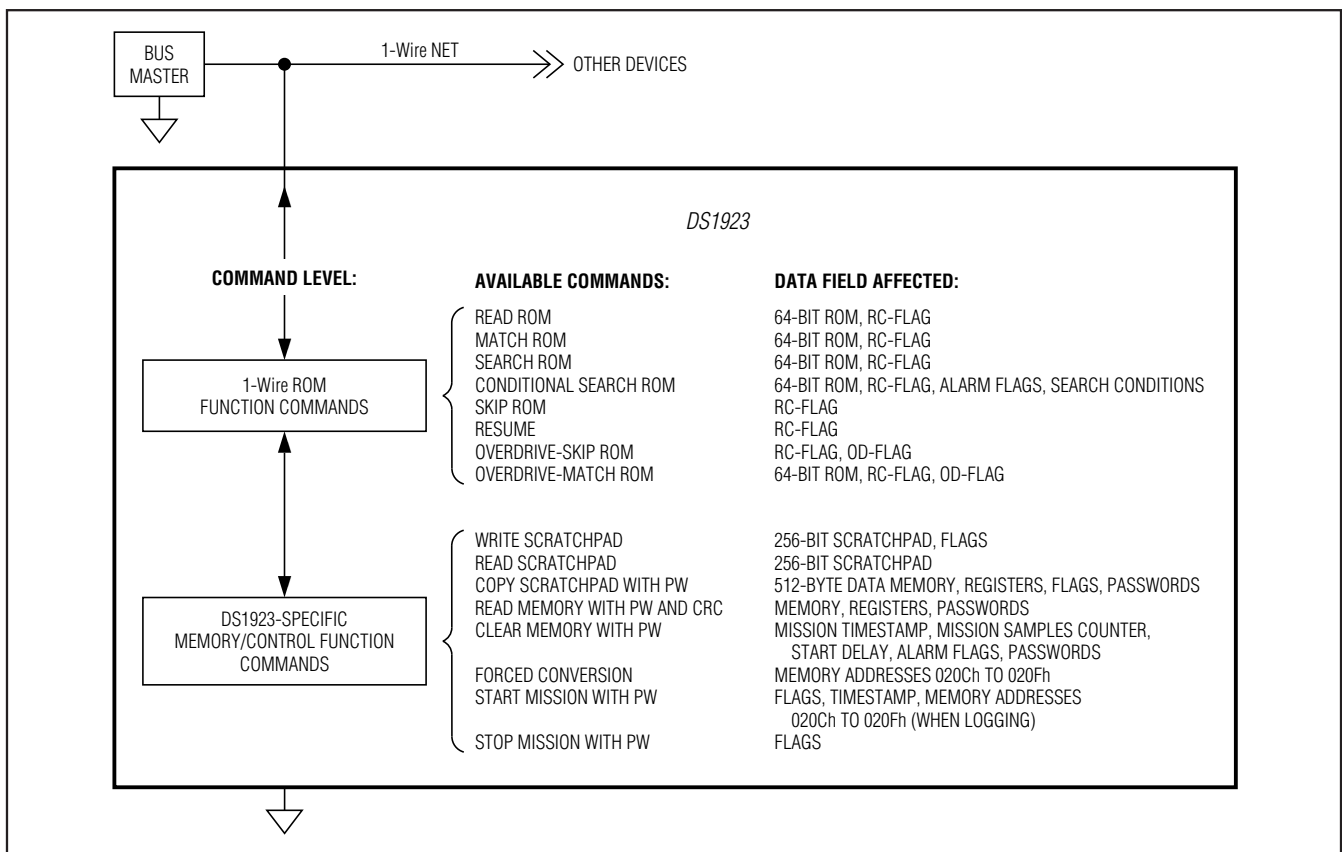 BUS
MASTER
1-Wire NET
OTHER DEVICES
DS1923
COMMAND LEVEL: AVAILABLE COMMANDS: DATA FIELD AFFECTED:
1-Wire ROM
FUNCTION COMMANDS
READ ROM 64-BIT ROM, RC-FLAG
MATCH ROM 64-BIT ROM, RC-FLAG
SEARCH ROM 64-BIT ROM, RC-FLAG
CONDITIONAL SEARCH ROM 64-BIT ROM, RC-FLAG, ALARM FLAGS, SEARCH CONDITIONS
SKIP ROM RC-FLAG
RESUME RC-FLAG
OVERDRIVE-SKIP ROM RC-FLAG, OD-FLAG
OVERDRIVE-MATCH ROM 64-BIT ROM, RC-FLAG, OD-FLAG
DS1923-SPECIFIC
MEMORY/CONTROL FUNCTION
COMMANDS
WRITE SCRATCHPAD 256-BIT SCRATCHPAD, FLAGS
READ SCRATCHPAD 256-BIT SCRATCHPAD
COPY SCRATCHPAD WITH PW 512-BYTE DATA MEMORY, REGISTERS, FLAGS, PASSWORDS
READ MEMORY WITH PW AND CRC MEMORY, REGISTERS, PASSWORDS
CLEAR MEMORY WITH PW MISSION TIMESTAMP, MISSION SAMPLES COUNTER,
START DELAY, ALARM FLAGS, PASSWORDS
FORCED CONVERSION MEMORY ADDRESSES 020Ch TO 020Fh
START MISSION WITH PW FLAGS, TIMESTAMP, MEMORY ADDRESSES
020Ch TO 020Fh (WHEN LOGGING)
STOP MISSION WITH PW FLAGS